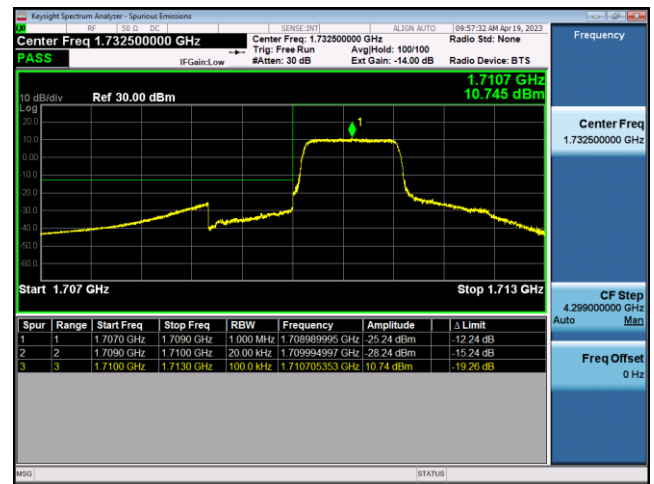 Keysight Spectrum Analyzer - Spurious Emissions
RF 50 Ω DC SENSE:INT ALIGN AUTO 09:57:32 AM Apr 19, 2023
Center Freq 1.732500000 GHz
Center Freq: 1.732500000 GHz Radio Std: None
Trig: Free Run Avg|Hold: 100/100
PASS IFGain:Low #Atten: 30 dB Ext Gain: -14.00 dB Radio Device: BTS
Frequency
1.7107 GHz
10.745 dBm
10 dB/div Ref 30.00 dBm
Log
20.0
10.0
0.00
-10.0
-20.0
-30.0
-40.0
-50.0
-60.0
1
Start 1.707 GHz Stop 1.713 GHz
Center Freq
1.732500000 GHz
CF Step
4.299000000 GHz
Auto Man
Freq Offset
0 Hz
Spur Range Start Freq Stop Freq RBW Frequency Amplitude Δ Limit
1 1 1.7070 GHz 1.7090 GHz 1.000 MHz 1.708989995 GHz -25.24 dBm -12.24 dB
2 2 1.7090 GHz 1.7100 GHz 20.00 kHz 1.709994997 GHz -28.24 dBm -15.24 dB
3 3 1.7100 GHz 1.7130 GHz 100.0 kHz 1.710705353 GHz 10.74 dBm -19.26 dB
MSG STATUS